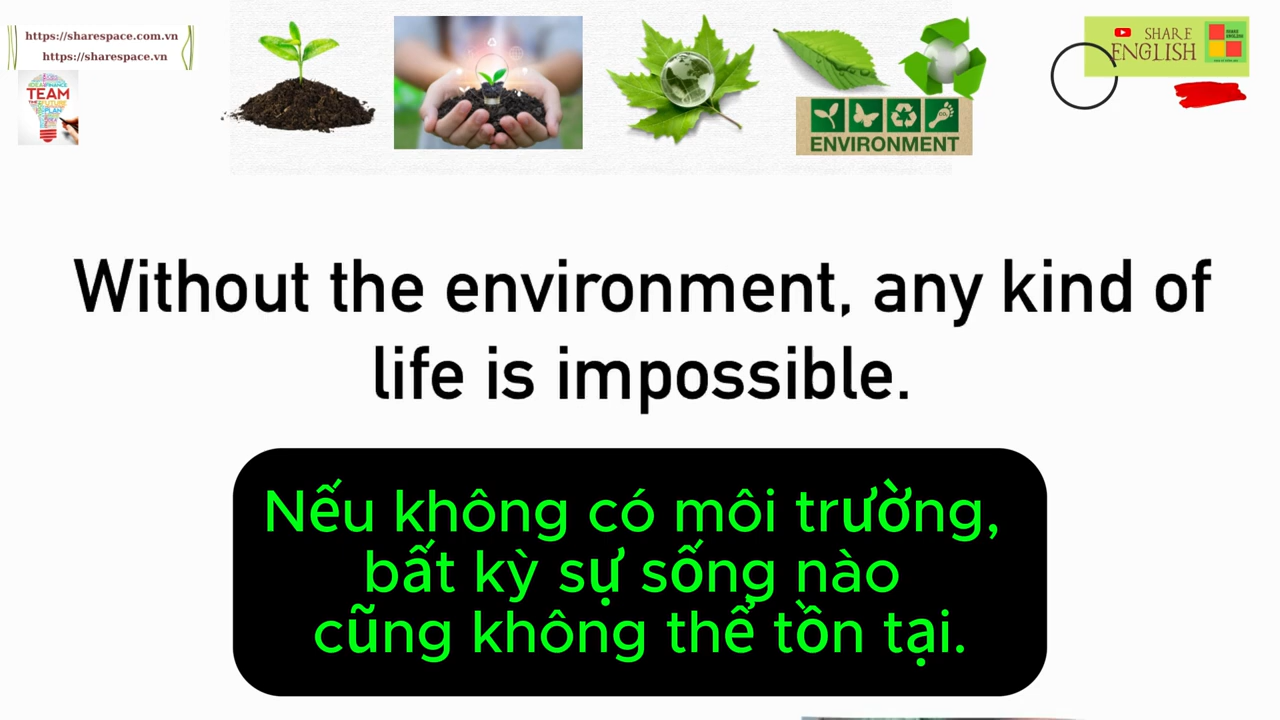 https://sharespace.com.vn
https://sharespace.vn
TEAM
PLAN
ENVIRONMENT
SHARE
ENGLISH
Without the environment, any kind of
life is impossible.
Nếu không có môi trường,
bất kỳ sự sống nào
cũng không thể tồn tại.